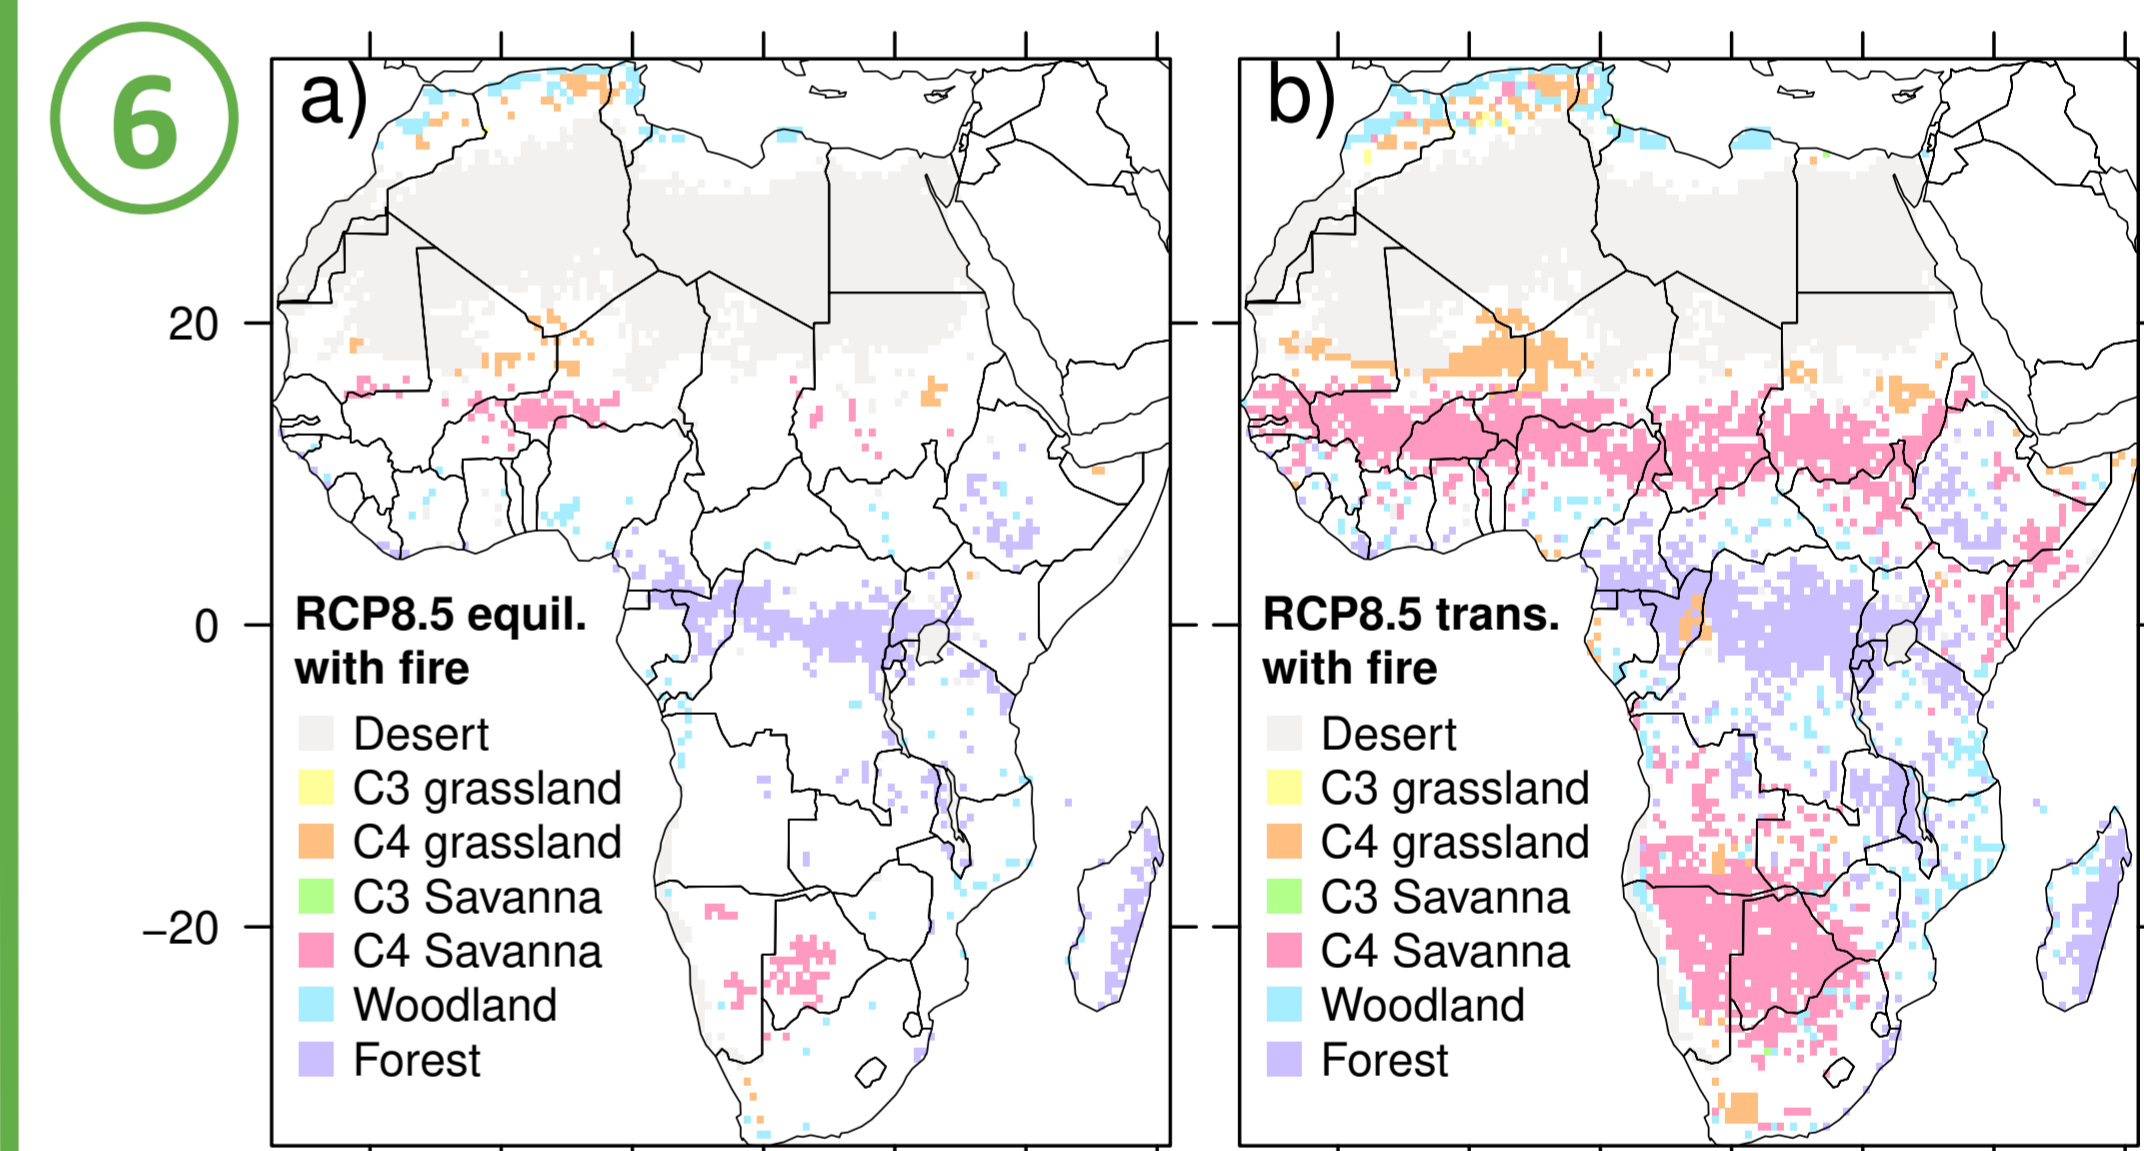 6
a)
20
0
−20
RCP8.5 equil.
with fire
Desert
C3 grassland
C4 grassland
C3 Savanna
C4 Savanna
Woodland
Forest
b)
RCP8.5 trans.
with fire
Desert
C3 grassland
C4 grassland
C3 Savanna
C4 Savanna
Woodland
Forest